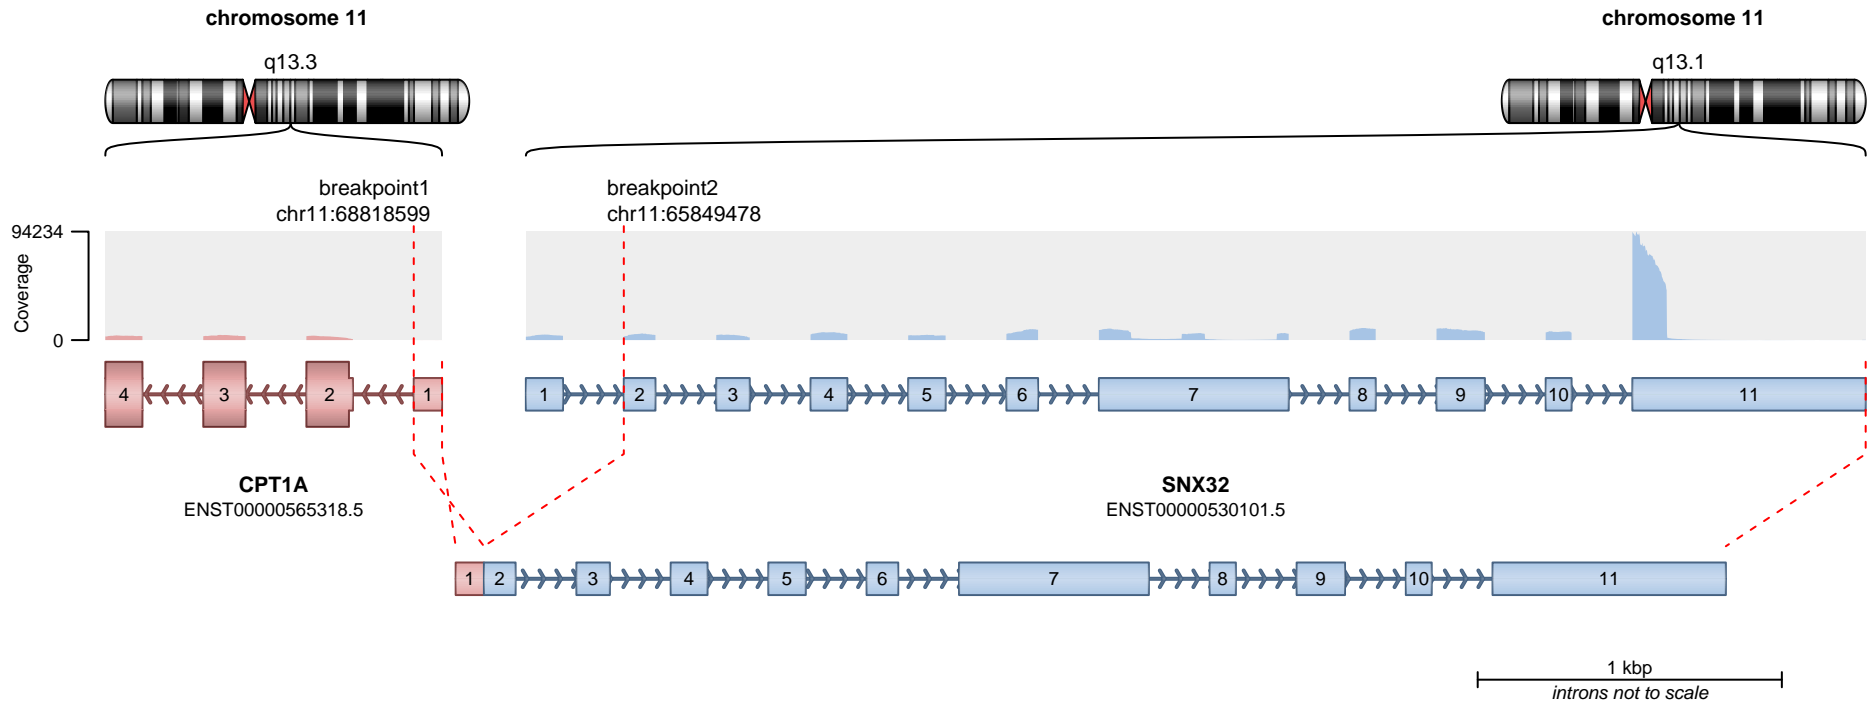 chromosome 11
chromosome 11
q13.3
q13.1
breakpoint1
chr11:68818599
breakpoint2
chr11:65849478
94234
Coverage
0
4 3 2 1
1 2 3 4 5 6 7 8 9 10 11
CPT1A
ENST00000565318.5
SNX32
ENST00000530101.5
1 2 3 4 5 6 7 8 9 10 11
1 kbp
introns not to scale